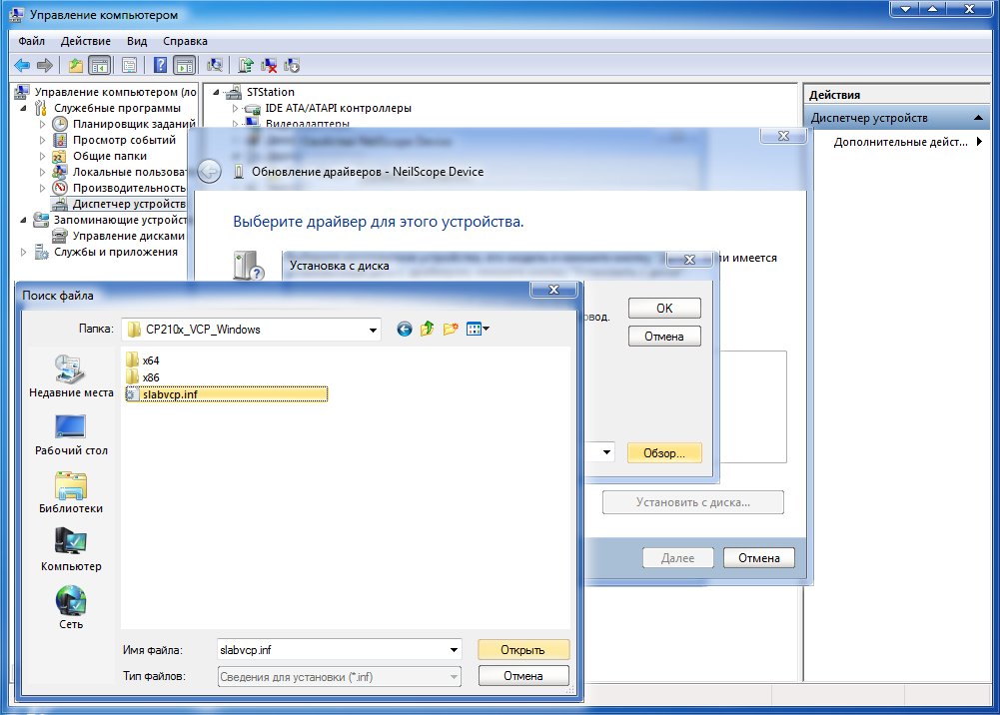 Управление компьютером
Файл Действие Вид Справка
Управление компьютером (ло
Служебные программы
Планировщик заданий
Просмотр событий
Общие папки
Локальные пользова
Производительность
Диспетчер устройств
Запоминающие устройст
Управление дисками
Службы и приложения
STStation
IDE ATA/ATAPI контроллеры
Видеоадаптеры
Действия
Диспетчер устройств
Дополнительные дейст...
Обновление драйверов - NeilScope Device
Выберите драйвер для этого устройства.
ли имеется
Установка с диска
OK
Отмена
Обзор...
Установить с диска...
Далее
Отмена
Поиск файла
Папка:
CP210x_VCP_Windows
x64
x86
slabvcp.inf
Недавние места
Рабочий стол
Библиотеки
Компьютер
Сеть
Имя файла:
slabvcp.inf
Открыть
Тип файлов:
Сведения для установки (*.inf)
Отмена